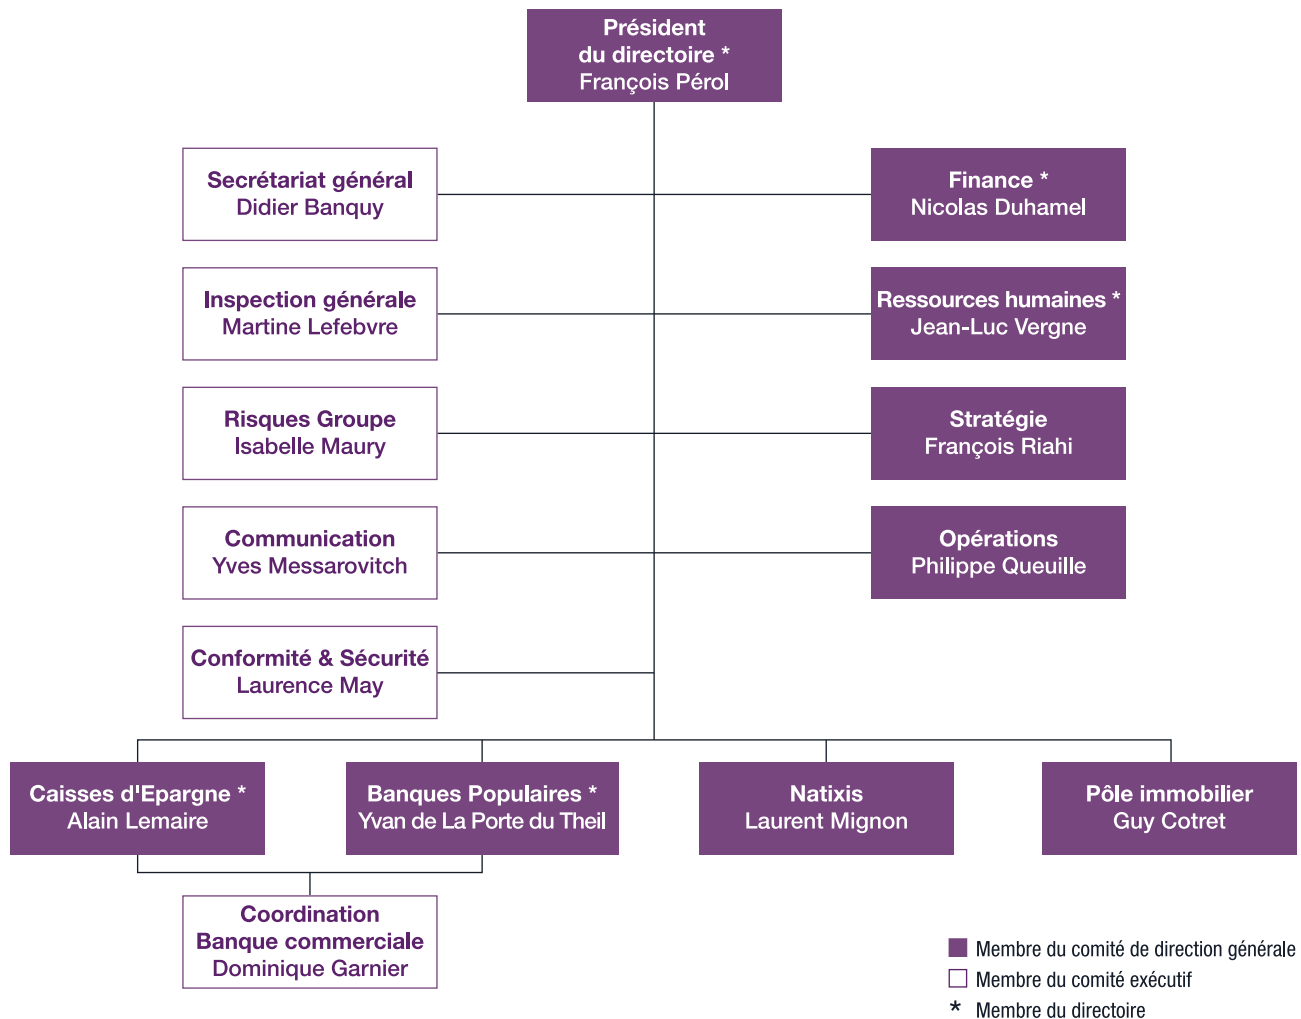 Président
du directoire *
François Pérol
Secrétariat général
Didier Banquy
Finance *
Nicolas Duhamel
Inspection générale
Martine Lefebvre
Ressources humaines *
Jean-Luc Vergne
Risques Groupe
Isabelle Maury
Stratégie
François Riahi
Communication
Yves Messarovitch
Opérations
Philippe Queuille
Conformité & Sécurité
Laurence May
Caisses d'Epargne *
Alain Lemaire
Banques Populaires *
Yvan de La Porte du Theil
Natixis
Laurent Mignon
Pôle immobilier
Guy Cotret
Coordination
Banque commerciale
Dominique Garnier
Membre du comité de direction générale
Membre du comité exécutif
* Membre du directoire